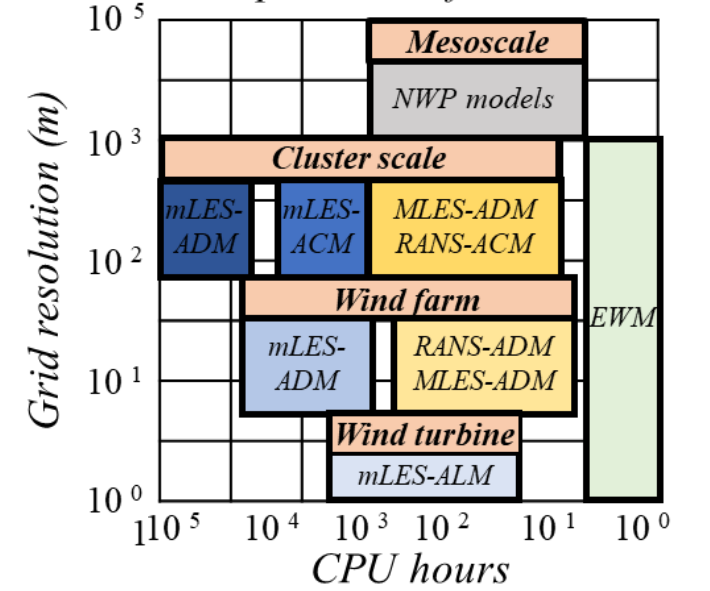 10 5
Mesoscale
NWP models
10 3
Cluster scale
mLES-
ADM
mLES-
ACM
MLES-ADM
RANS-ACM
10 2
Wind farm
EWM
mLES-
ADM
RANS-ADM
MLES-ADM
10 1
Wind turbine
mLES-ALM
10 0
Grid resolution (m)
110 5 10 4 10 3 10 2 10 1 10 0
CPU hours